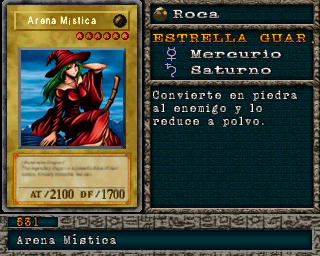 Arena Mística
Roca
ESTRELLA GUAR.
Mercurio
Saturno
Convierte en piedra
al enemigo y lo
reduce a polvo.
AT/2100 DF/1700
531
Arena Mística